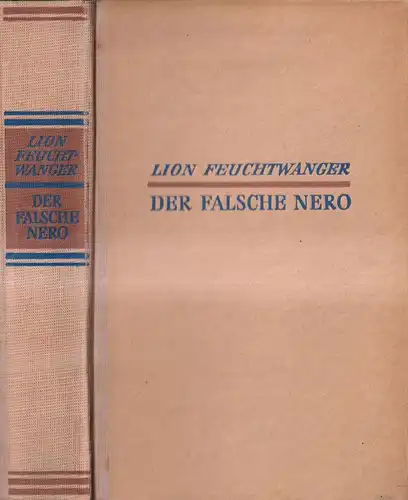 LION
FEUCHT-
WANGER
DER
FALSCHE
NERO
LION FEUCHTWANGER
DER FALSCHE NERO